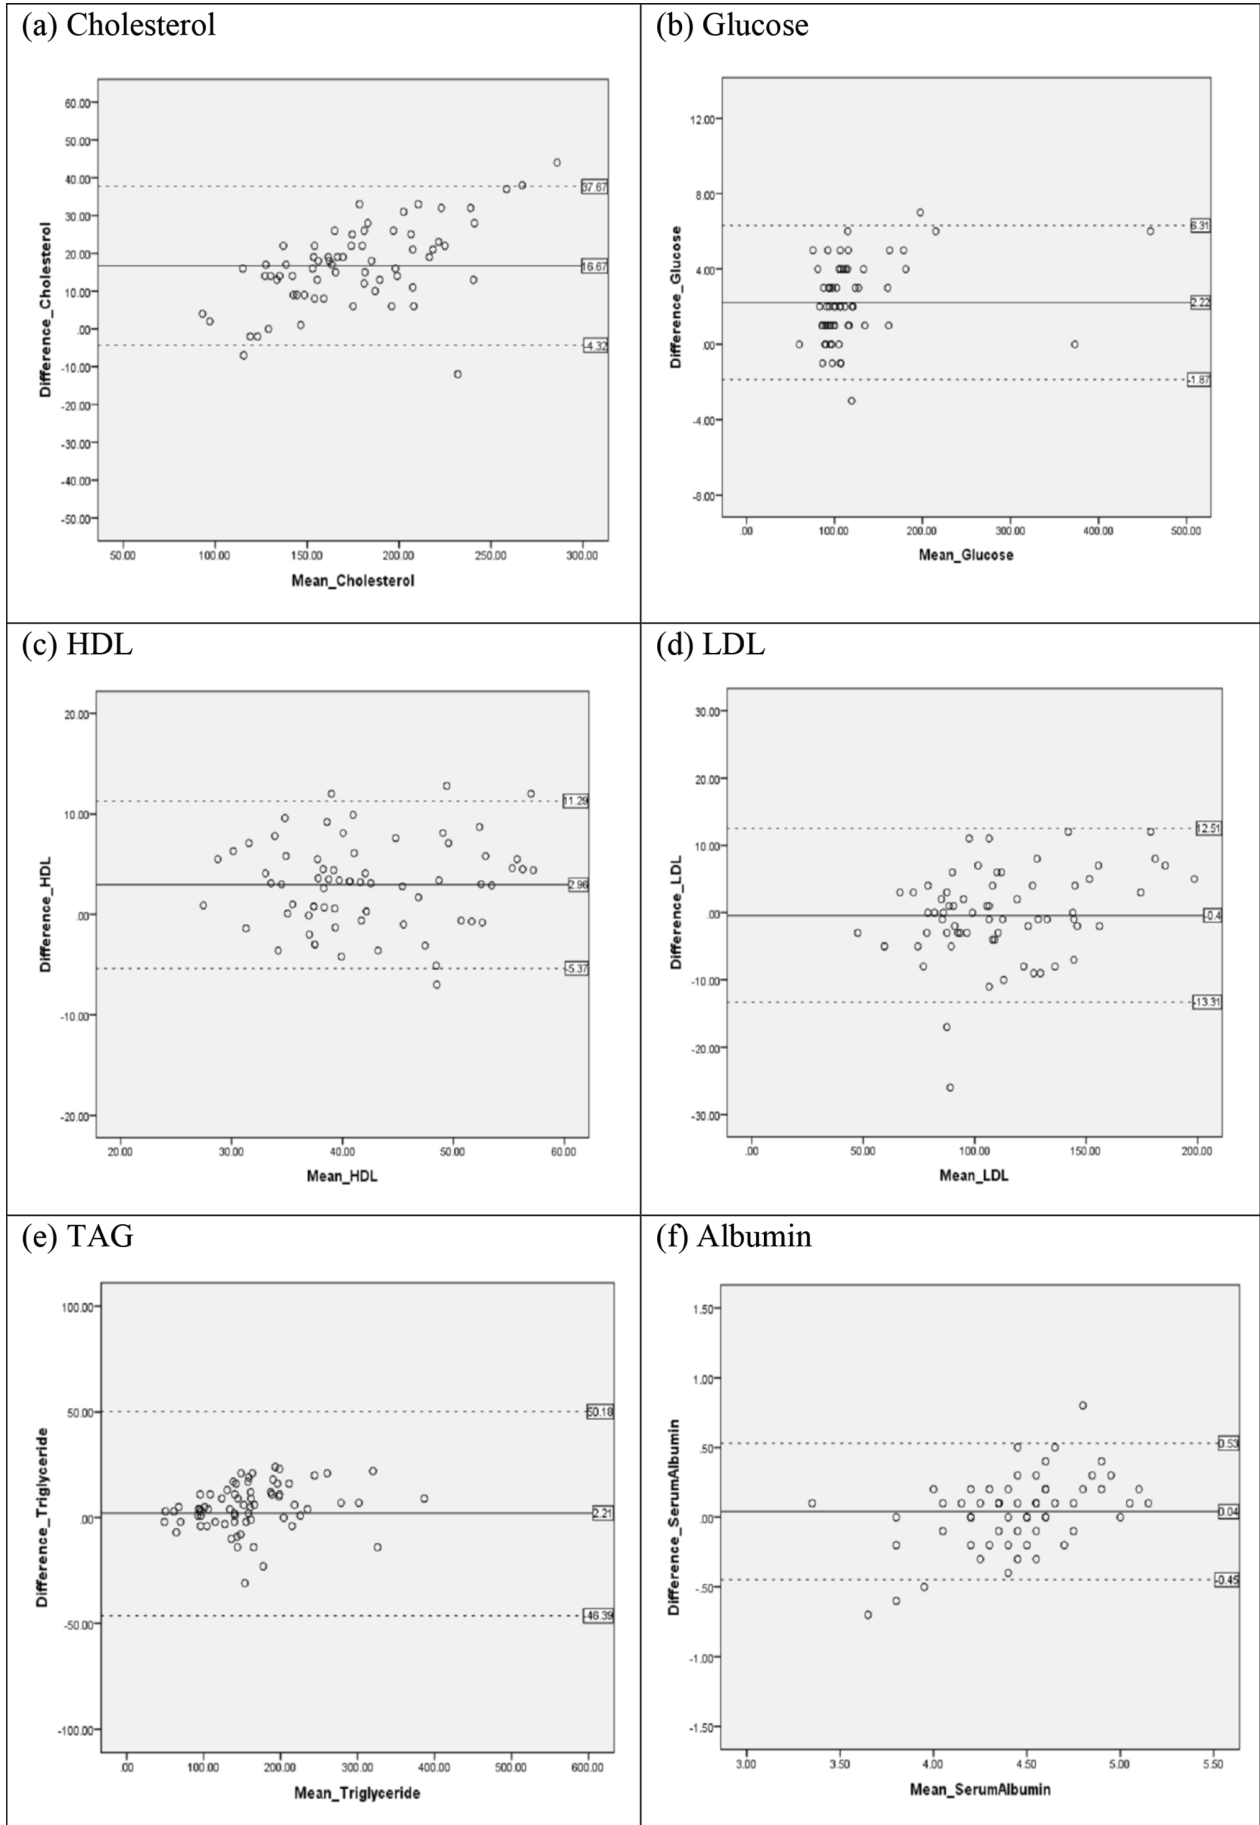 (a) Cholesterol
60.00
50.00
40.00
30.00
20.00
10.00
.00
-10.00
-20.00
-30.00
-40.00
-50.00
Difference_Cholesterol
37.67
16.67
-4.32
50.00 100.00 150.00 200.00 250.00 300.00
Mean_Cholesterol
(b) Glucose
12.00
8.00
4.00
.00
-4.00
-8.00
Difference_Glucose
6.31
2.22
-1.87
.00 100.00 200.00 300.00 400.00 500.00
Mean_Glucose
(c) HDL
20.00
10.00
.00
-10.00
-20.00
Difference_HDL
11.29
2.96
-5.37
20.00 30.00 40.00 50.00 60.00
Mean_HDL
(d) LDL
30.00
20.00
10.00
.00
-10.00
-20.00
-30.00
Difference_LDL
12.51
-0.4
-13.31
.00 50.00 100.00 150.00 200.00
Mean_LDL
(e) TAG
100.00
50.00
.00
-50.00
-100.00
Difference_Triglyceride
50.18
2.21
-46.39
.00 100.00 200.00 300.00 400.00 500.00 600.00
Mean_Triglyceride
(f) Albumin
1.50
1.00
.50
.00
-.50
-1.00
-1.50
Difference_SerumAlbumin
0.53
0.04
-0.45
3.00 3.50 4.00 4.50 5.00 5.50
Mean_SerumAlbumin